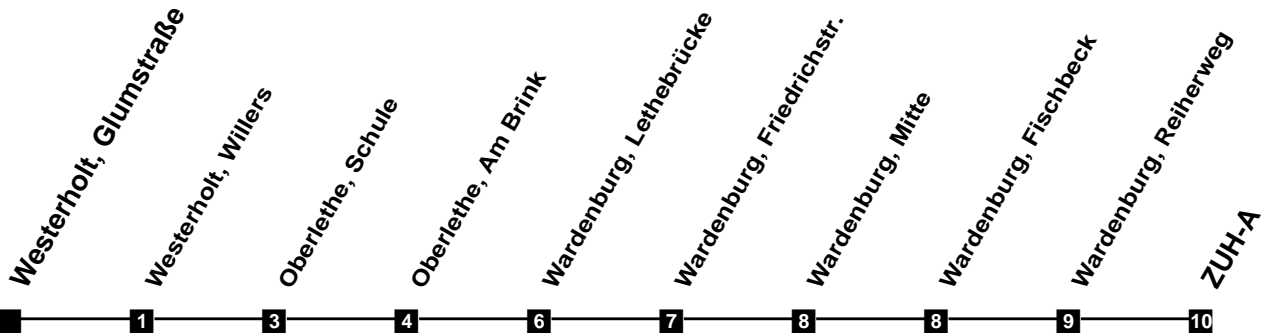 Westerholt, Glumstraße
Westerholt, Willers
Oberlethe, Schule
Oberlethe, Am Brink
Wardenburg, Lethebrücke
Wardenburg, Friedrichstr.
Wardenburg, Mitte
Wardenburg, Fischbeck
Wardenburg, Reiherweg
ZUH-A
1 3 4 6 7 8 8 9 10